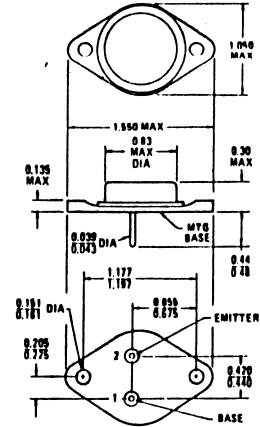 1.050
MAX
1.550 MAX
0.83
MAX
DIA
0.30
MAX
0.135
MAX
0.039
0.043 DIA
MTG
BASE
0.44
0.48
1.177
1.197
0.655
0.675
0.151
0.161 DIA
EMITTER
0.205
0.225
2
0.420
0.440
1
BASE